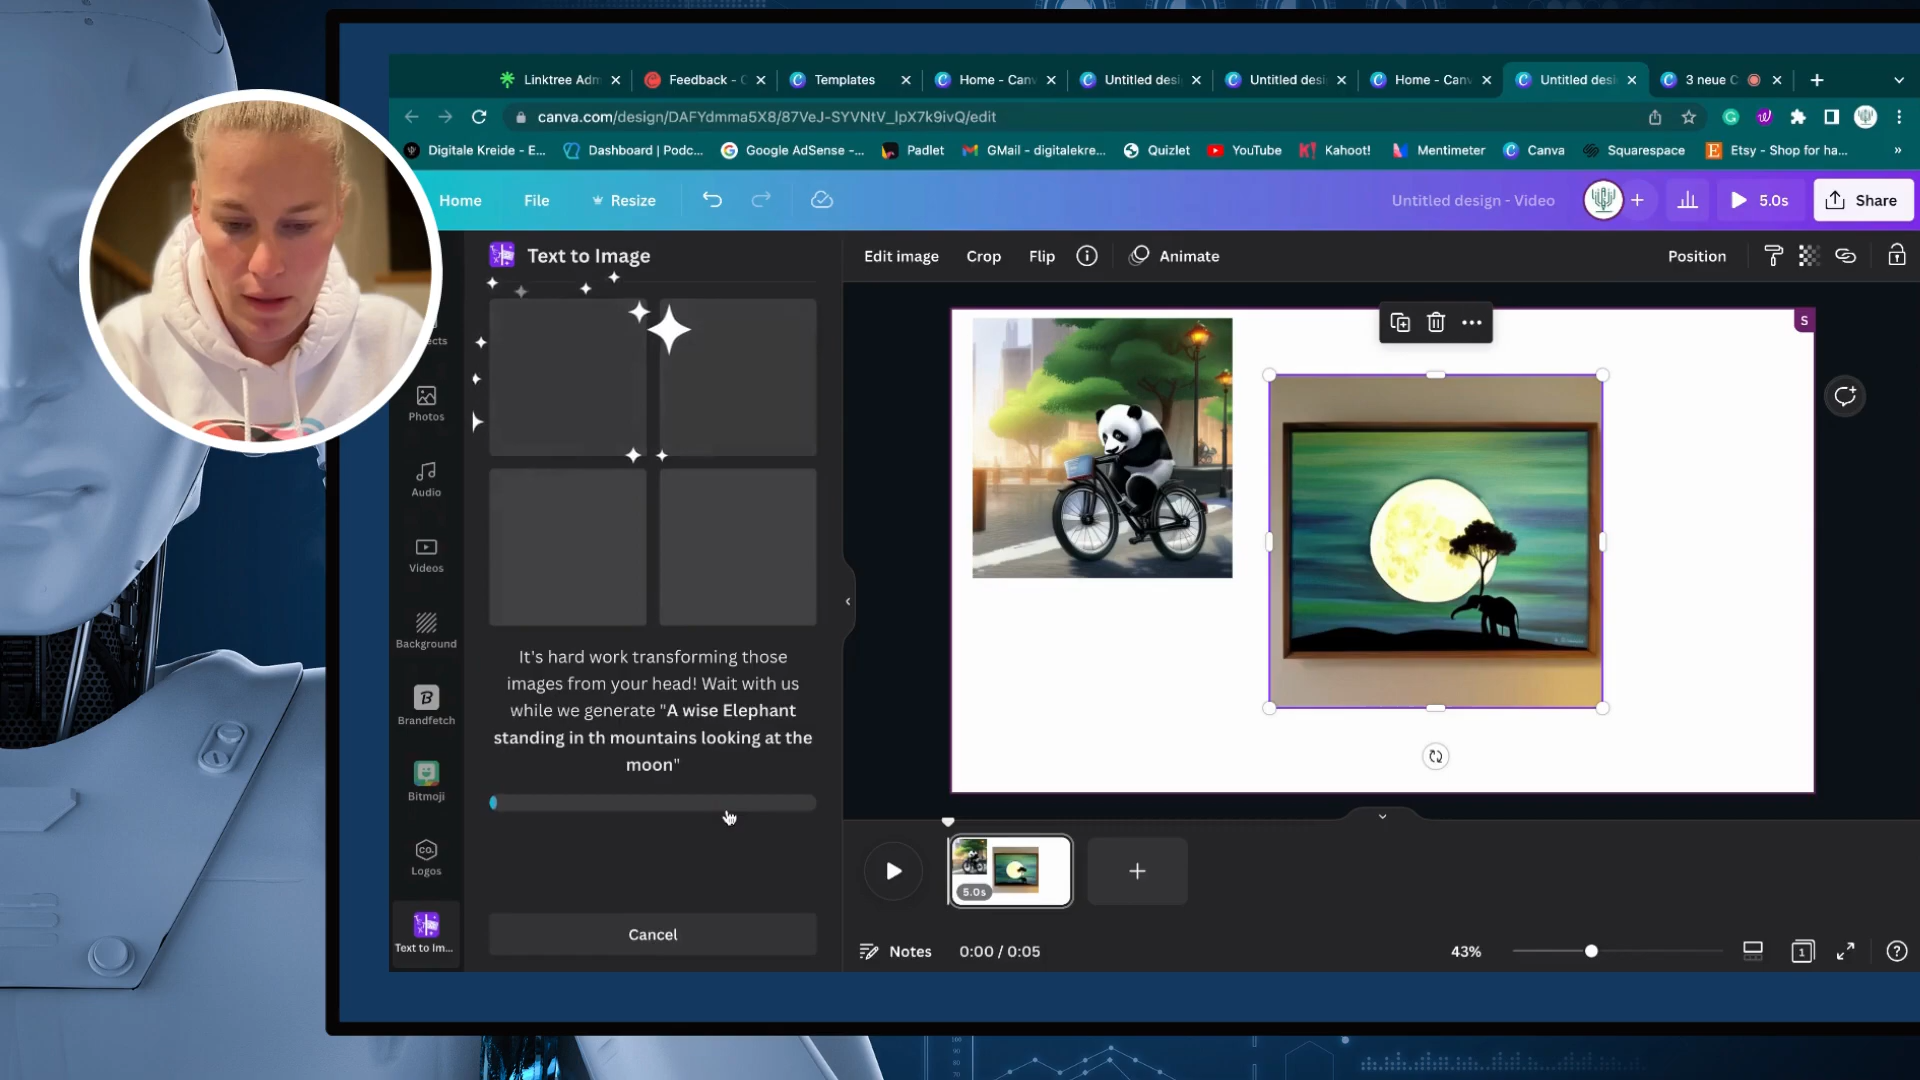 Linktree Adm
Feedback - C
Templates
Home - Canv
Untitled desi
Untitled desi
Home - Canv
Untitled desi
3 neue C
canva.com/design/DAFYdmma5X8/87VeJ-SYVNtV_lpX7k9ivQ/edit
Digitale Kreide - E...
Dashboard | Podc...
Google AdSense -...
Padlet
GMail - digitalekre...
Quizlet
YouTube
Kahoot!
Mentimeter
Canva
Squarespace
Etsy - Shop for ha...
Home
File
Resize
Untitled design - Video
5.0s
Share
Text to Image
Edit image
Crop
Flip
Animate
Position
S
Photos
Audio
Videos
Background
Brandfetch
Bitmoji
co.
Logos
Text to Im...
It's hard work transforming those
images from your head! Wait with us
while we generate "A wise Elephant
standing in th mountains looking at the
moon"
Cancel
5.0s
Notes
0:00 / 0:05
43%
1